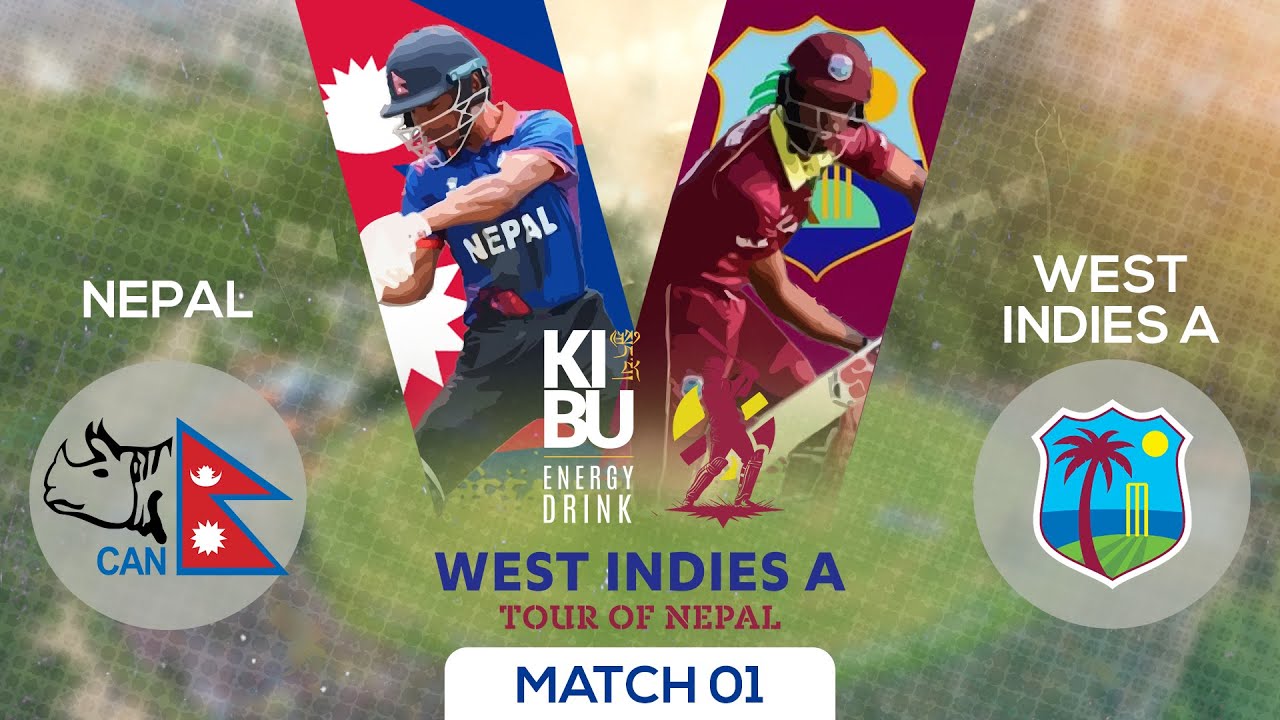 NEPAL
CAN
NEPAL
KI
BU
ENERGY
DRINK
WEST
INDIES A
WEST INDIES A
TOUR OF NEPAL
MATCH 01